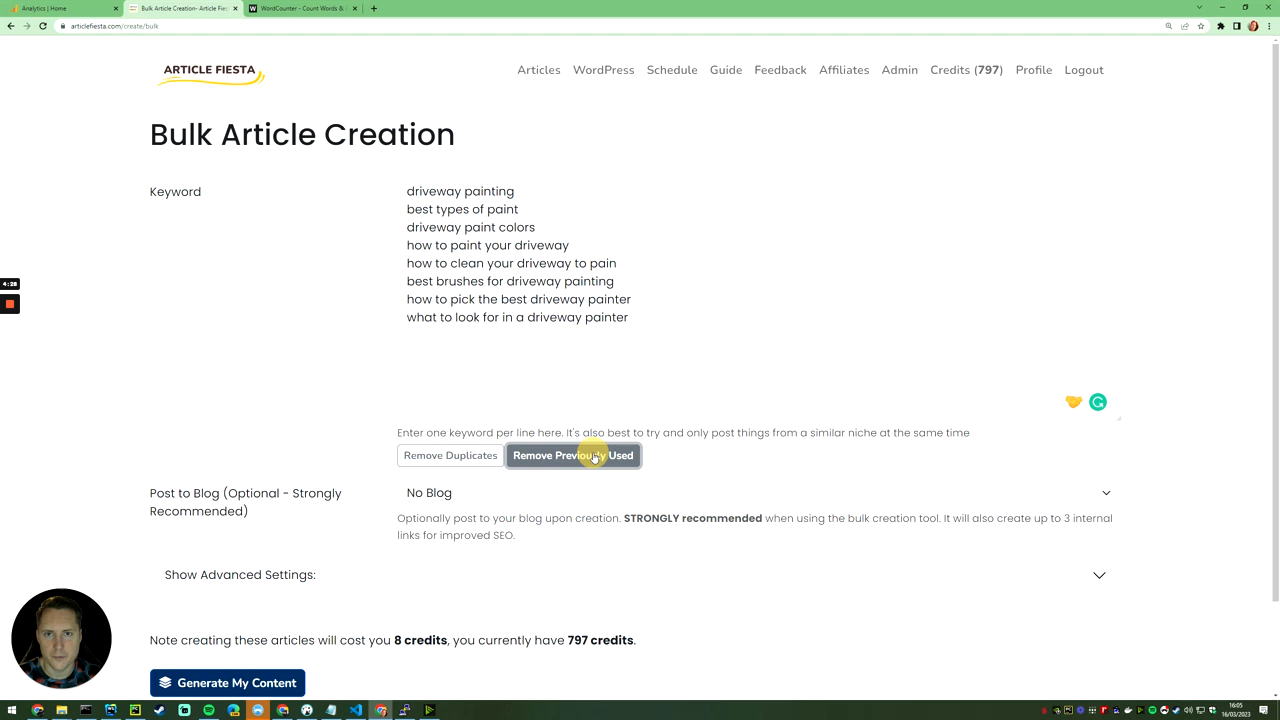 Analytics | Home
Bulk Article Creation- Article Fies
WordCounter - Count Words &
articlefiesta.com/create/bulk
ARTICLE FIESTA
Articles
WordPress
Schedule
Guide
Feedback
Affiliates
Admin
Credits (797)
Profile
Logout
Bulk Article Creation
Keyword
driveway painting
best types of paint
driveway paint colors
how to paint your driveway
how to clean your driveway to pain
best brushes for driveway painting
how to pick the best driveway painter
what to look for in a driveway painter
4:28
Enter one keyword per line here. It's also best to try and only post things from a similar niche at the same time
Remove Duplicates
Remove Previously Used
Post to Blog (Optional - Strongly
Recommended)
No Blog
Optionally post to your blog upon creation. STRONGLY recommended when using the bulk creation tool. It will also create up to 3 internal
links for improved SEO.
Show Advanced Settings:
Note creating these articles will cost you 8 credits, you currently have 797 credits.
Generate My Content
16:05
16/03/2023